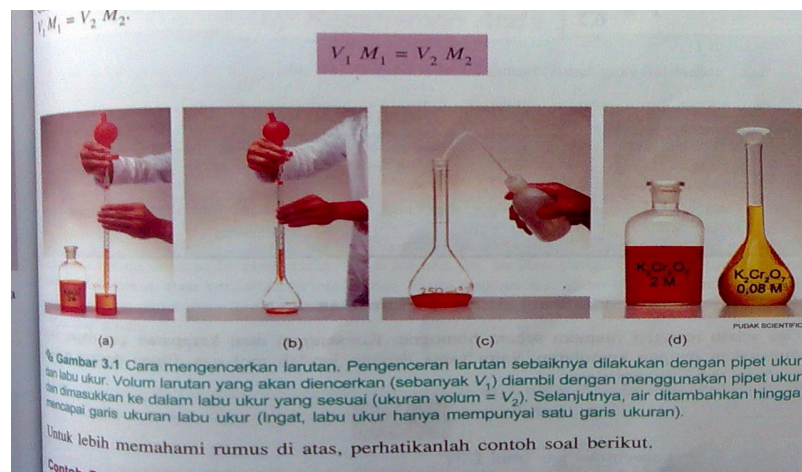 V₁M₁ = V₂ M₂.
V₁ M₁ = V₂ M₂
250
K₂Cr₂O₇
2 M
K₂Cr₂O₇
0,08 M
PUDAK SCIENTIFIC
(a) (b) (c) (d)
Gambar 3.1 Cara mengencerkan larutan. Pengenceran larutan sebaiknya dilakukan dengan pipet ukur
dan labu ukur. Volum larutan yang akan diencerkan (sebanyak V₁) diambil dengan menggunakan pipet ukur
dan dimasukkan ke dalam labu ukur yang sesuai (ukuran volum = V₂). Selanjutnya, air ditambahkan hingga
mencapai garis ukuran labu ukur (Ingat, labu ukur hanya mempunyai satu garis ukuran).
Untuk lebih memahami rumus di atas, perhatikanlah contoh soal berikut.
Contoh